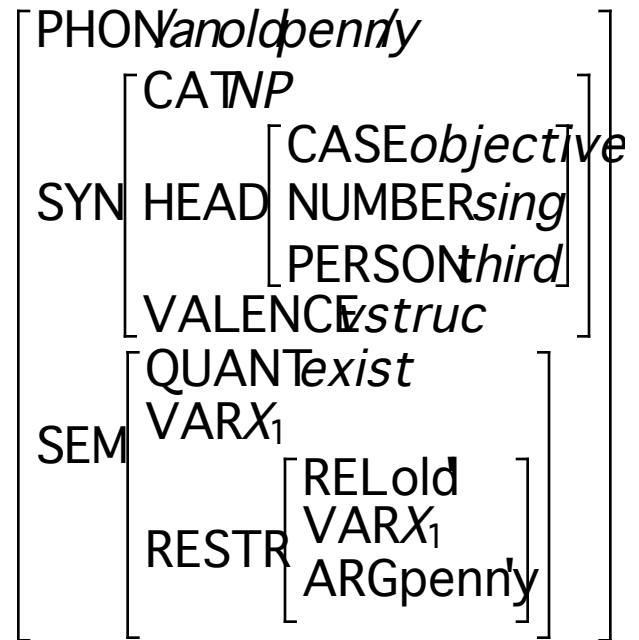 PHON /an old penny/
CAT NP
CASE objective
SYN HEAD NUMBER sing
PERSON third
VALENCE vstruc
QUANT exist
VAR X₁
SEM
REL old'
VAR X₁
RESTR
ARG penny'